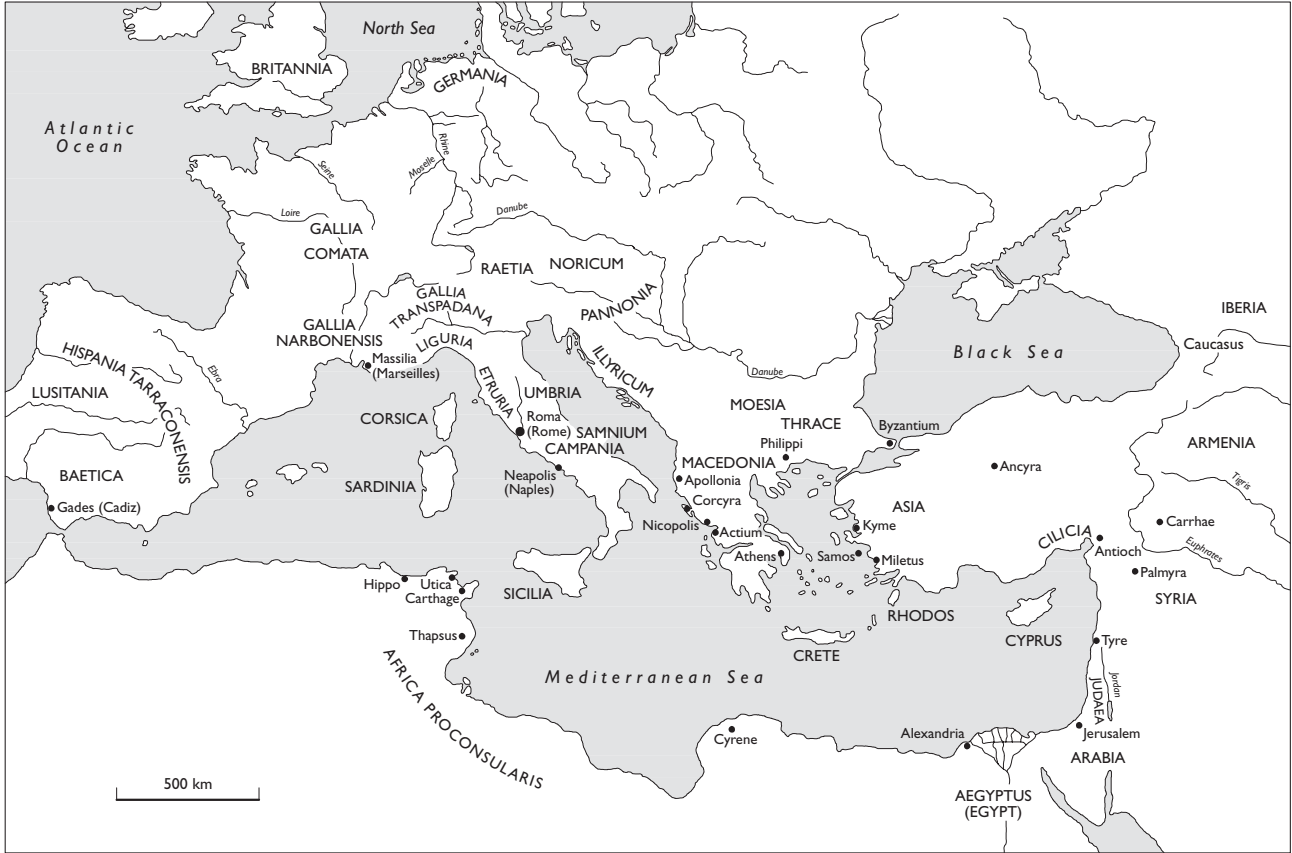 North Sea
BRITANNIA
GERMANIA
Atlantic
Ocean
Rhine
Moselle
Seine
Loire
Danube
GALLIA
COMATA
RAETIA
NORICUM
GALLIA
TRANSPADANA
PANNONIA
GALLIA
NARBONENSIS
LIGURIA
IBERIA
Caucasus
Black Sea
Massilia
(Marseilles)
HISPANIA TARRACONENSIS
Ebra
ILLYRICUM
Danube
LUSITANIA
ETRURIA
UMBRIA
MOESIA
CORSICA
Roma
(Rome)
SAMNIUM
CAMPANIA
THRACE
Philippi
Byzantium
ARMENIA
MACEDONIA
Ancyra
BAETICA
SARDINIA
Neapolis
(Naples)
Apollonia
Tigris
Corcyra
ASIA
Gades (Cadiz)
Nicopolis
Actium
Kyme
Carrhae
CILICIA
Antioch
Euphrates
Athens
Samos
Miletus
Palmyra
Hippo
Utica
Carthage
SICILIA
SYRIA
RHODOS
Thapsus
CRETE
CYPRUS
Tyre
AFRICA PROCONSULARIS
Mediterranean Sea
Jordan
JUDAEA
Cyrene
Alexandria
Jerusalem
ARABIA
500 km
AEGYPTUS
(EGYPT)